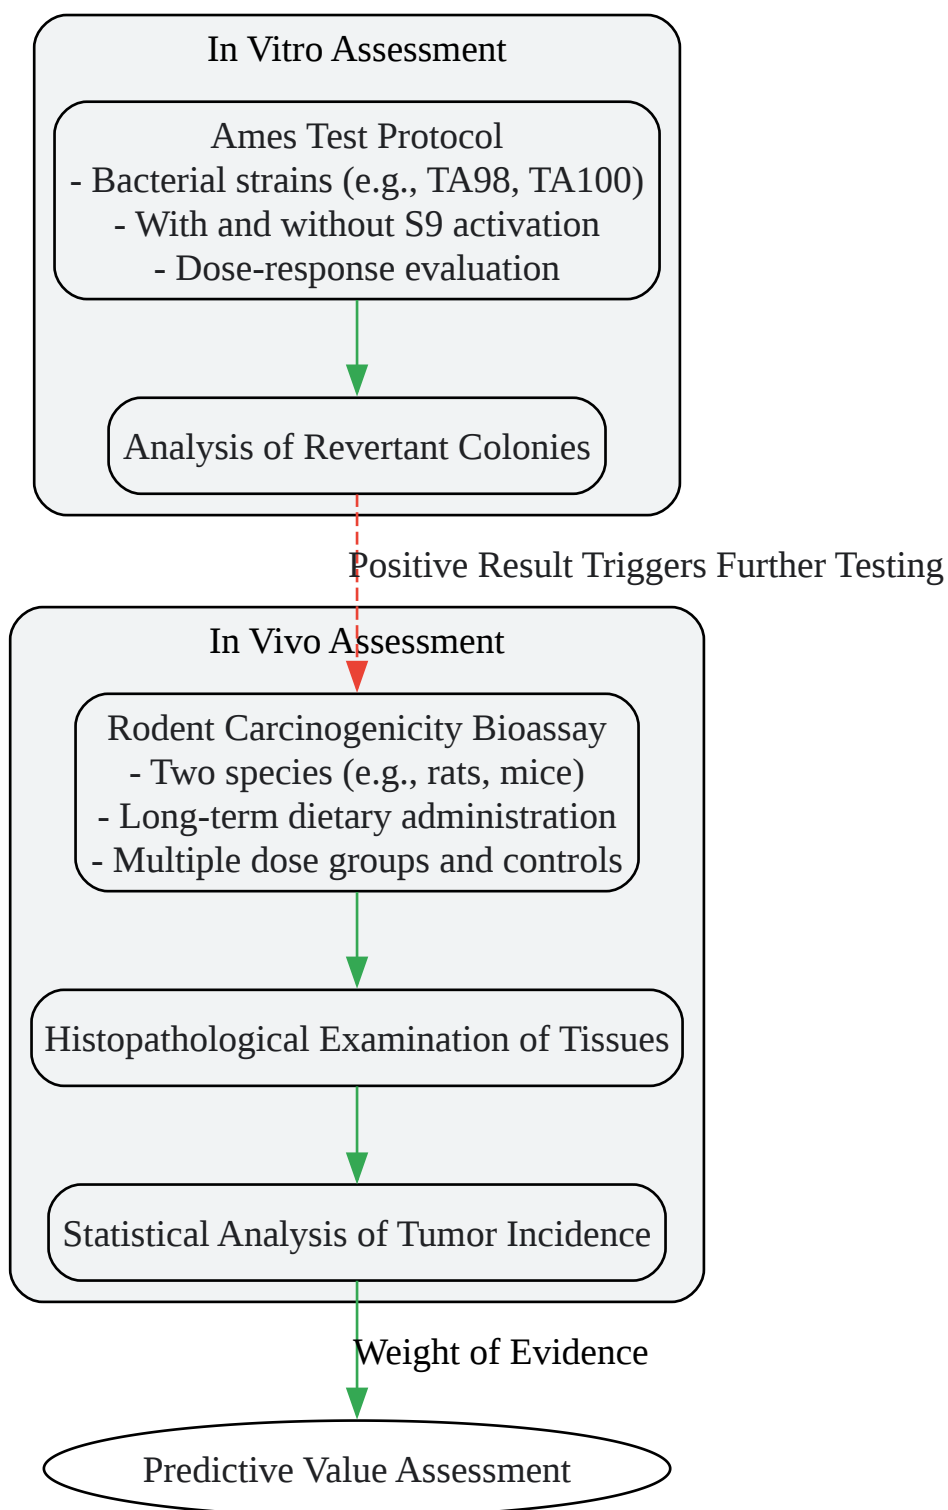 In Vitro Assessment
Ames Test Protocol
- Bacterial strains (e.g., TA98, TA100)
- With and without S9 activation
- Dose-response evaluation
Analysis of Revertant Colonies
Positive Result Triggers Further Testing
In Vivo Assessment
Rodent Carcinogenicity Bioassay
- Two species (e.g., rats, mice)
- Long-term dietary administration
- Multiple dose groups and controls
Histopathological Examination of Tissues
Statistical Analysis of Tumor Incidence
Weight of Evidence
Predictive Value Assessment